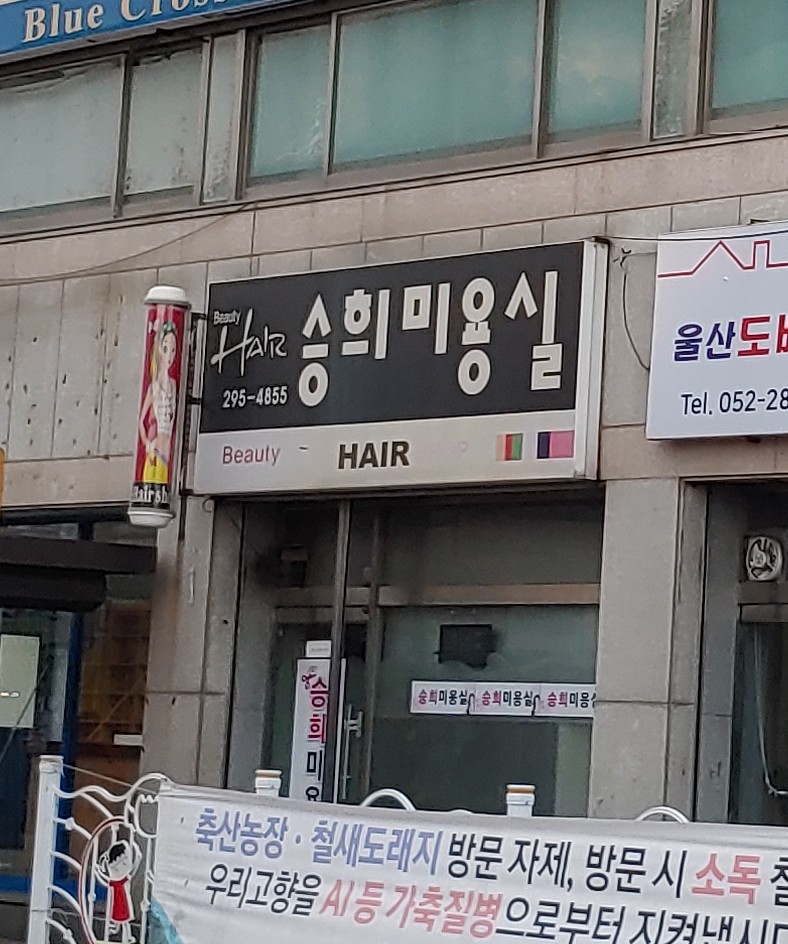 Blue Cross
Beauty
HAIR
승희미용실
295-4855
Beauty HAIR
울산도
Tel. 052-28
Hair sh
승희미용
승희미용실 승희미용실 승희미용실
축산농장·철새도래지 방문 자제, 방문 시 소독 철
우리고향을 AI 등 가축질병으로부터 지켜냅시다